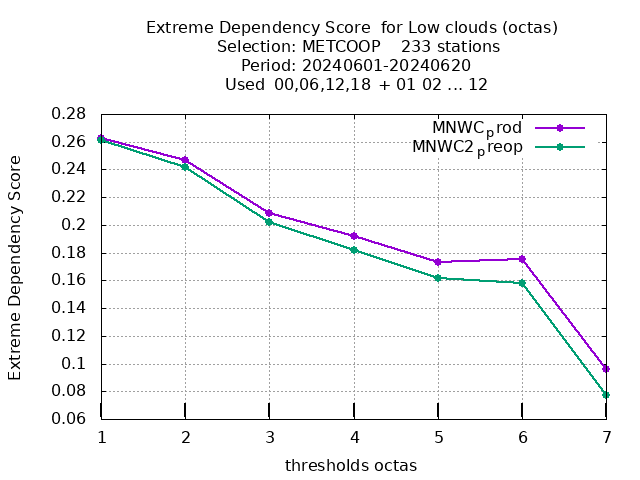 Extreme Dependency Score  for Low clouds (octas)
Selection: METCOOP    233 stations
Period: 20240601-20240620
Used  00,06,12,18 + 01 02 ... 12
MNWCprod
MNWC2preop
0.28
0.26
0.24
0.22
0.2
0.18
0.16
0.14
0.12
0.1
0.08
0.06
Extreme Dependency Score
1 2 3 4 5 6 7
thresholds octas